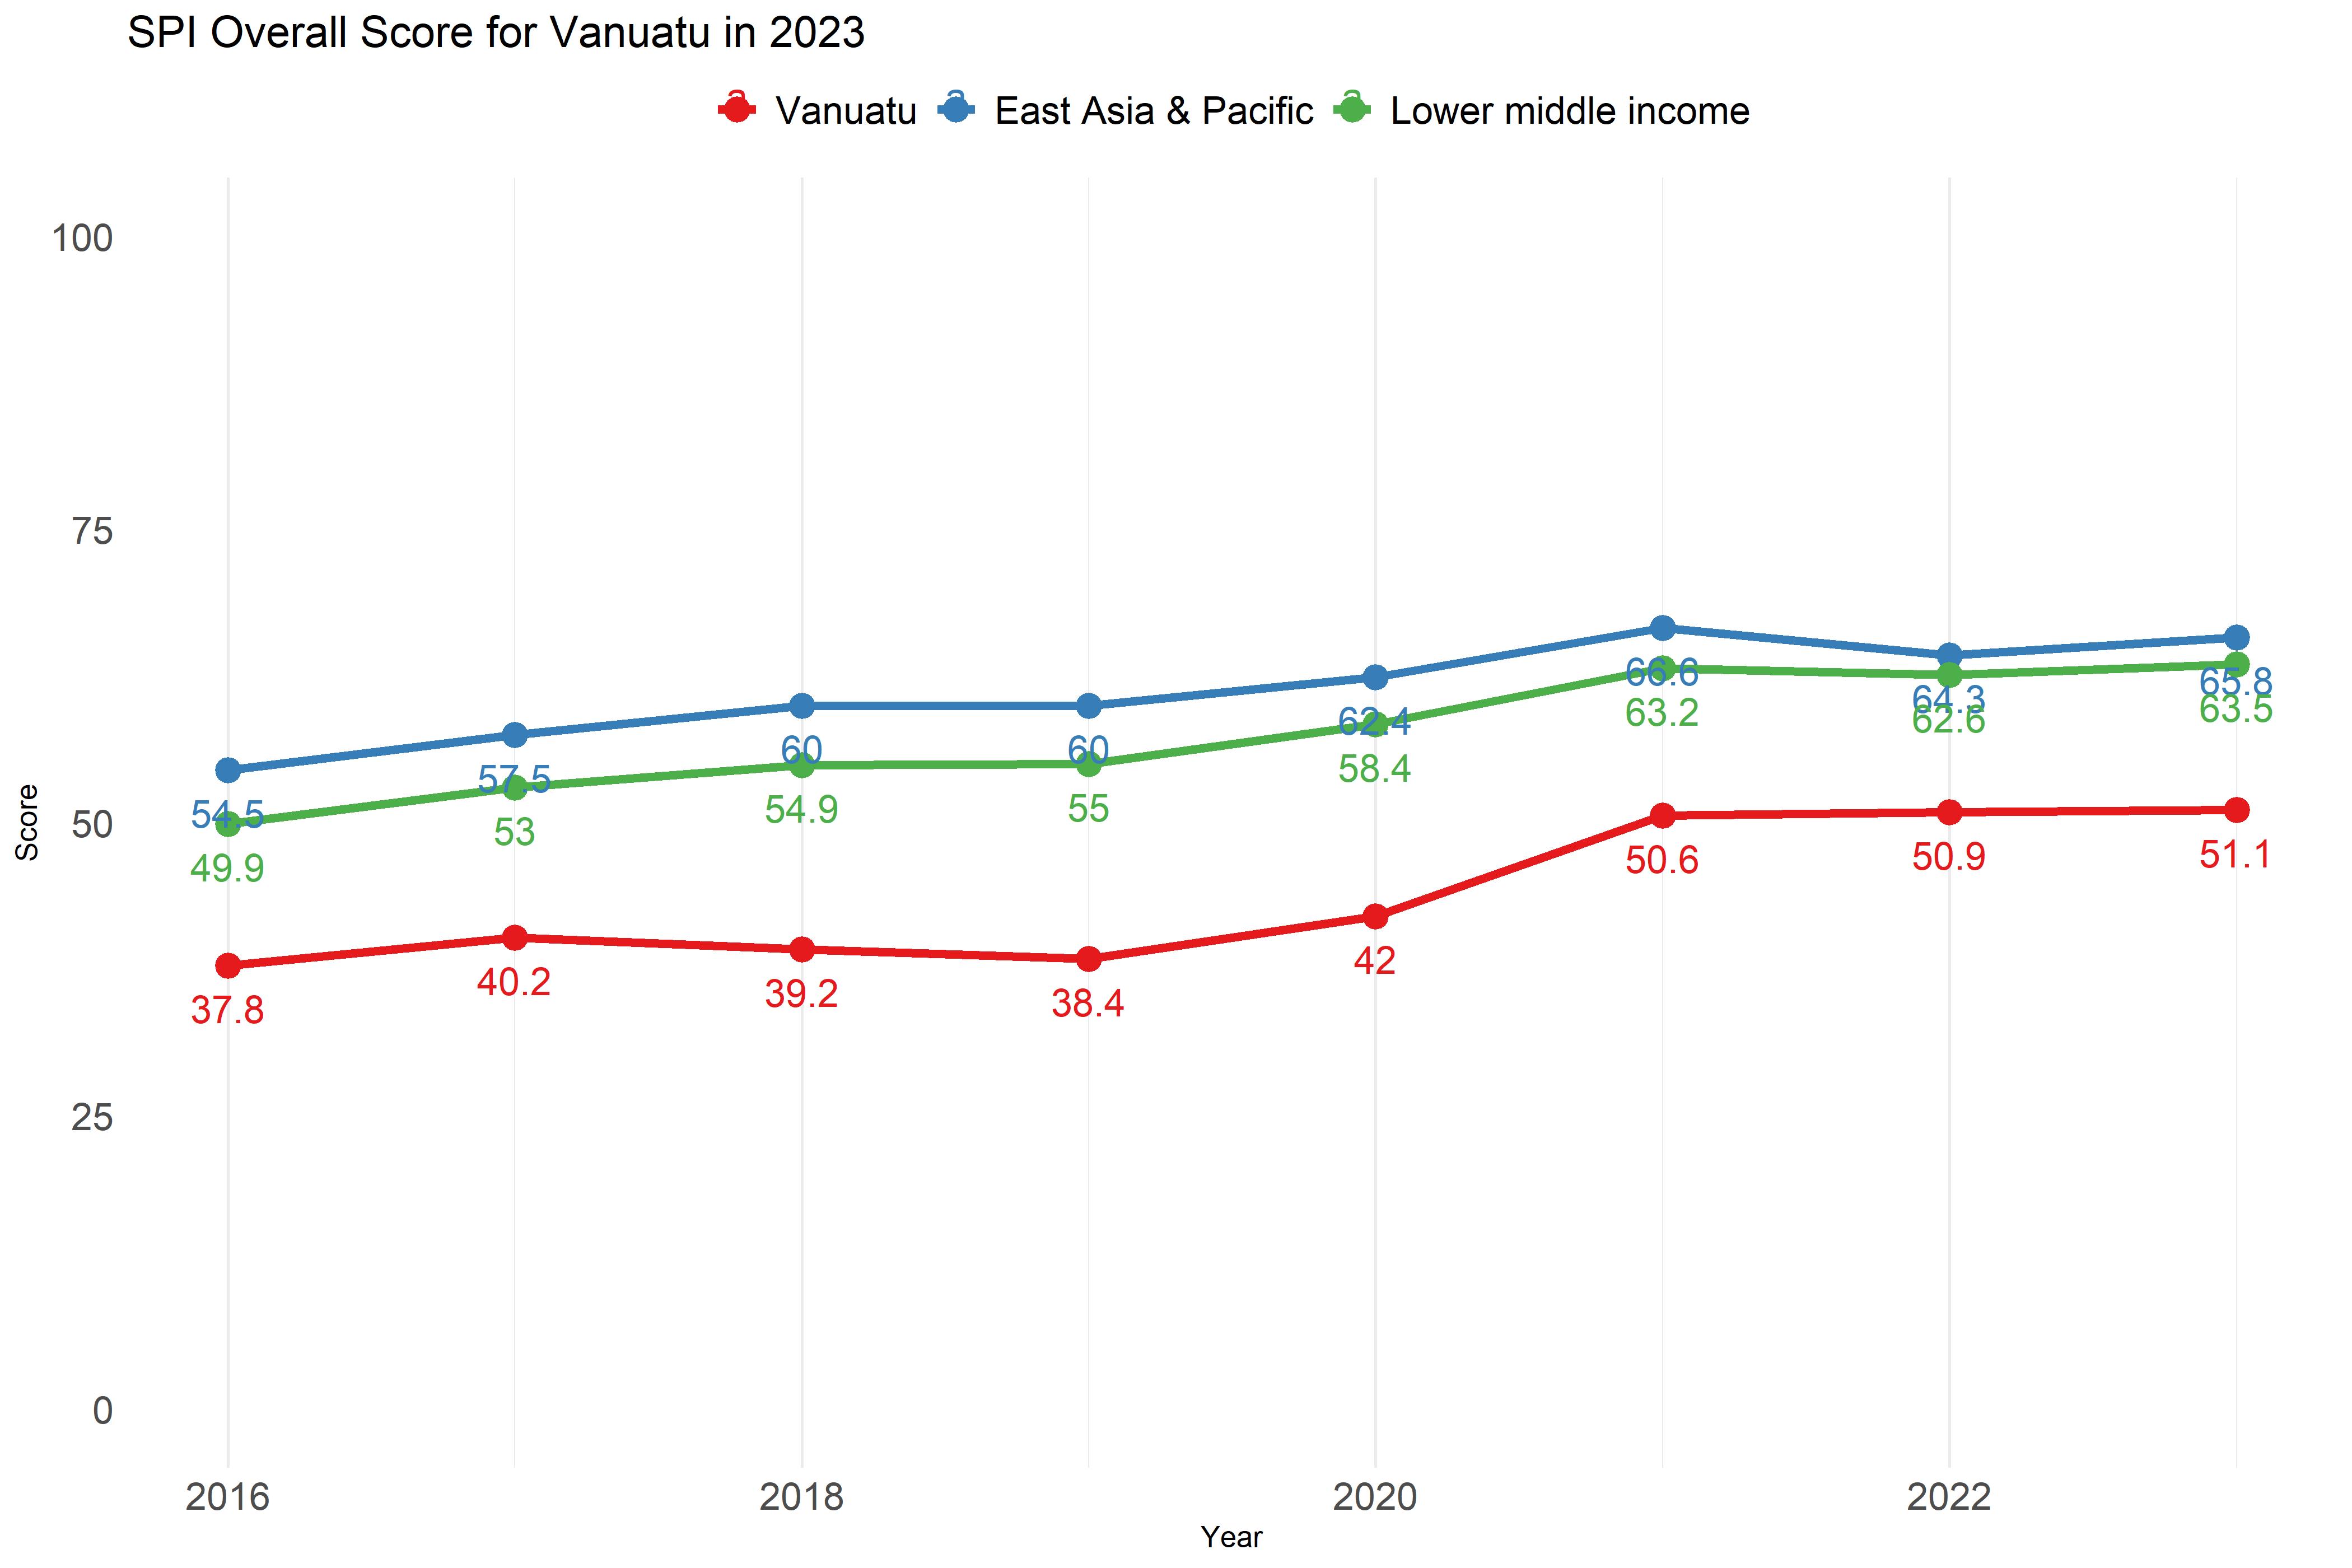 SPI Overall Score for Vanuatu in 2023
Vanuatu East Asia & Pacific Lower middle income
100
75
50
25
0
Score
54.5 57.5 60 60 62.4 66.6 64.3 65.8
49.9 53 54.9 55 58.4 63.2 62.6 63.5
37.8 40.2 39.2 38.4 42 50.6 50.9 51.1
2016 2018 2020 2022
Year